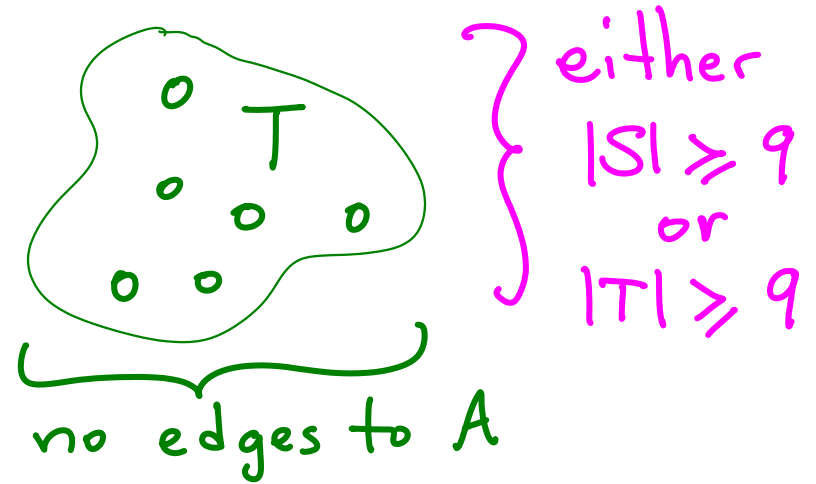 T
no edges to A
either
|S| ⩾ 9
or
|T| ⩾ 9